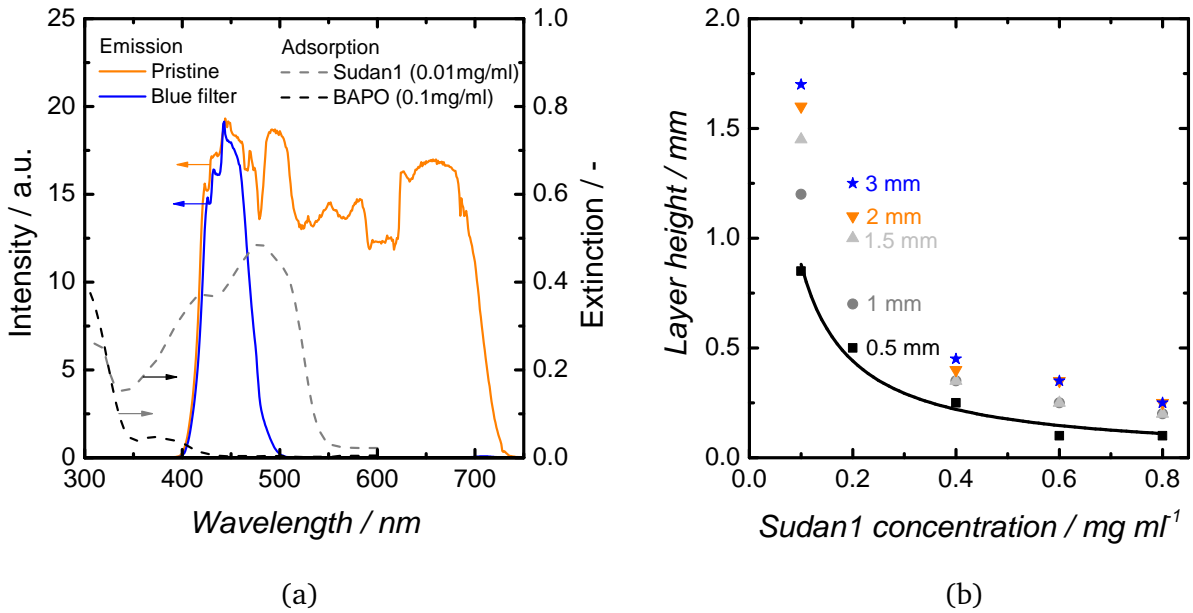 25
20
15
10
5
0
Intensity / a.u.
Emission
Pristine
Blue filter
Adsorption
Sudan1 (0.01mg/ml)
BAPO (0.1mg/ml)
1.0
0.8
0.6
0.4
0.2
0.0
Extinction / -
300 400 500 600 700
Wavelength / nm
(a)
2.0
1.5
1.0
0.5
0.0
Layer height / mm
3 mm
2 mm
1.5 mm
1 mm
0.5 mm
0.0 0.2 0.4 0.6 0.8
Sudan1 concentration / mg ml⁻¹
(b)